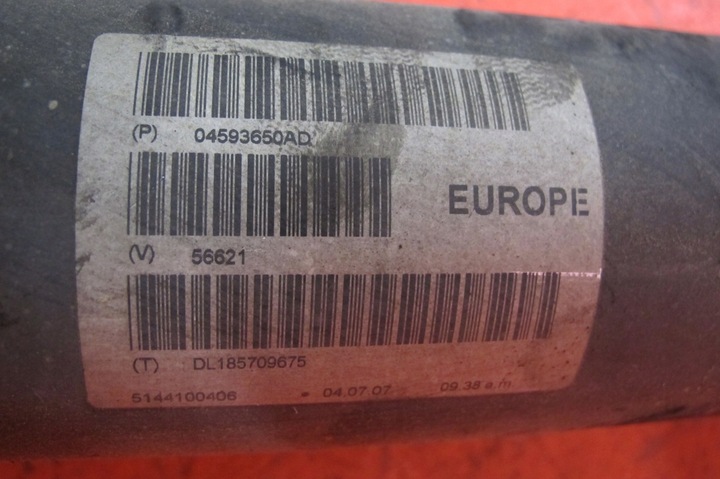 (P) 04593650AD
EUROPE
(V) 56621
(T) DL185709675
5144100406 • 04.07.07 09.38 a.m.